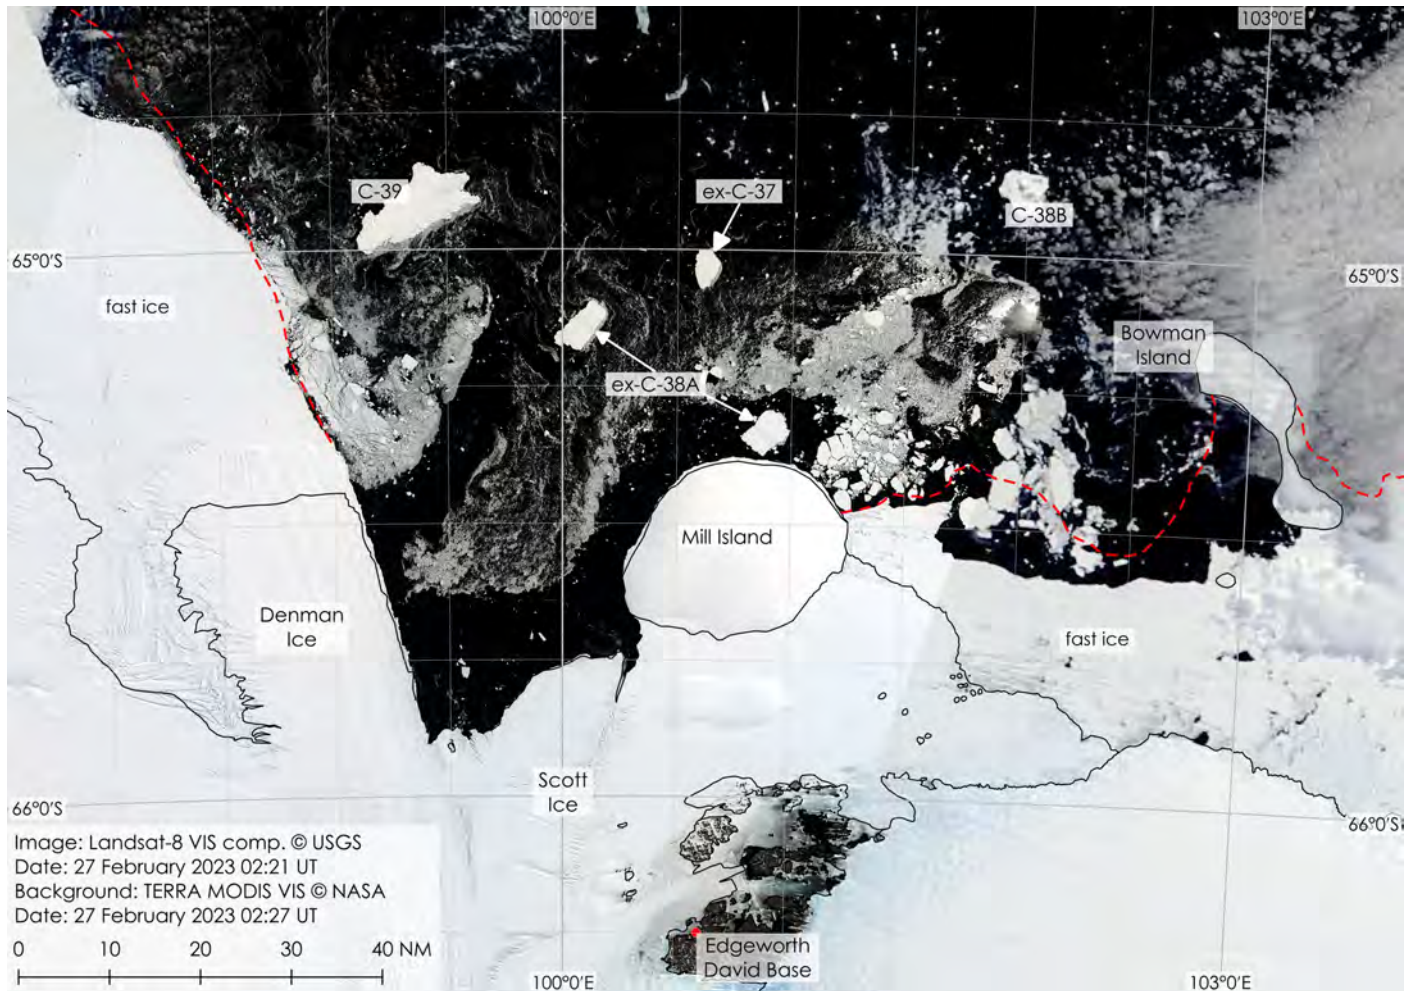 100°0'E
103°0'E
C-39
ex-C-37
C-38B
65°0'S
65°0'S
fast ice
Bowman
Island
ex-C-38A
Mill Island
Denman
Ice
fast ice
Scott
Ice
66°0'S
66°0'S
Image: Landsat-8 VIS comp. © USGS
Date: 27 February 2023 02:21 UT
Background: TERRA MODIS VIS © NASA
Date: 27 February 2023 02:27 UT
0 10 20 30 40 NM
Edgeworth
David Base
100°0'E
103°0'E